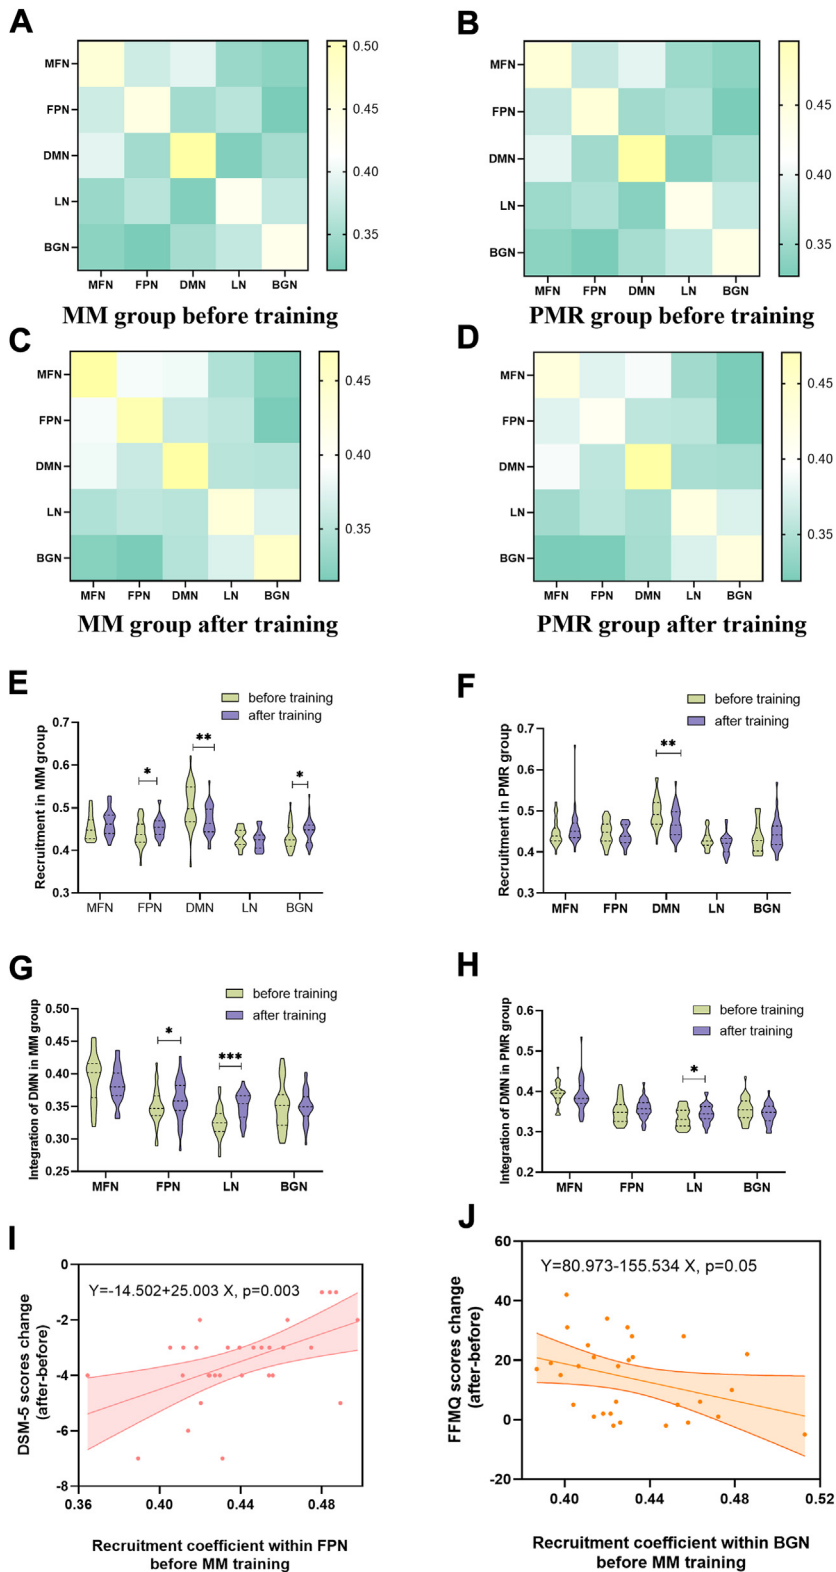 A
MFN
FPN
DMN
LN
BGN
MFN FPN DMN LN BGN
0.50
0.45
0.40
0.35
MM group before training
B
MFN
FPN
DMN
LN
BGN
MFN FPN DMN LN BGN
0.45
0.40
0.35
PMR group before training
C
MFN
FPN
DMN
LN
BGN
MFN FPN DMN LN BGN
0.45
0.40
0.35
MM group after training
D
MFN
FPN
DMN
LN
BGN
MFN FPN DMN LN BGN
0.45
0.40
0.35
PMR group after training
E
before training
after training
Recruitment in MM group
0.7
0.6
0.5
0.4
0.3
* ** *
MFN FPN DMN LN BGN
F
before training
after training
Recruitment in PMR group
0.7
0.6
0.5
0.4
0.3
**
MFN FPN DMN LN BGN
G
before training
after training
Integration of DMN in MM group
0.50
0.45
0.40
0.35
0.30
0.25
* ***
MFN FPN LN BGN
H
before training
after training
Integration of DMN in PMR group
0.6
0.5
0.4
0.3
0.2
*
MFN FPN LN BGN
I
Y=-14.502+25.003 X, p=0.003
DSM-5 scores change
(after-before)
0
-2
-4
-6
-8
0.36 0.40 0.44 0.48
Recruitment coefficient within FPN
before MM training
J
Y=80.973-155.534 X, p=0.05
FFMQ scores change
(after-before)
60
40
20
0
-20
0.40 0.44 0.48 0.52
Recruitment coefficient within BGN
before MM training